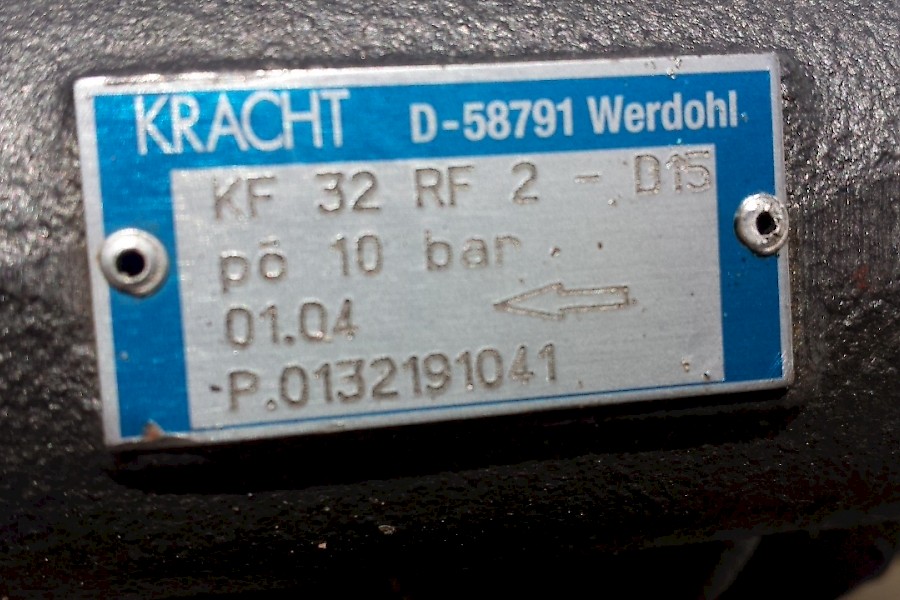 KRACHT D-58791 Werdohl
KF 32 RF 2 - D15
pö 10 bar
01.04
P.0132191041